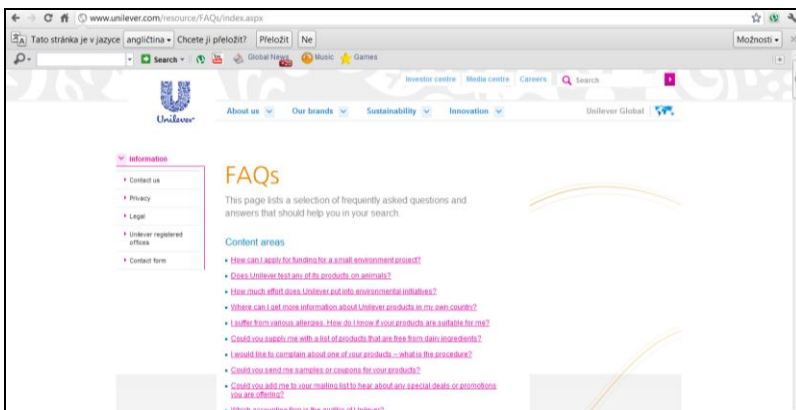 www.unilever.com/resource/FAQs/index.aspx
Tato stránka je v jazyce angličtina Chcete ji přeložit? Přeložit Ne Možnosti
Search Global News Music Games
Investor centre Media centre Careers Search
Unilever
About us Our brands Sustainability Innovation Unilever Global
Information
Contact us
Privacy
Legal
Unilever registered
offices
Contact form
FAQs
This page lists a selection of frequently asked questions and
answers that should help you in your search.
Content areas
How can I apply for funding for a small environment project?
Does Unilever test any of its products on animals?
How much effort does Unilever put into environmental initiatives?
Where can I get more information about Unilever products in my own country?
I suffer from various allergies. How do I know if your products are suitable for me?
Could you supply me with a list of products that are free from dairy ingredients?
I would like to complain about one of your products – what is the procedure?
Could you send me samples or coupons for your products?
Could you add me to your mailing list to hear about any special deals or promotions
you are offering?
Which accounting firm is the auditor of Unilever?